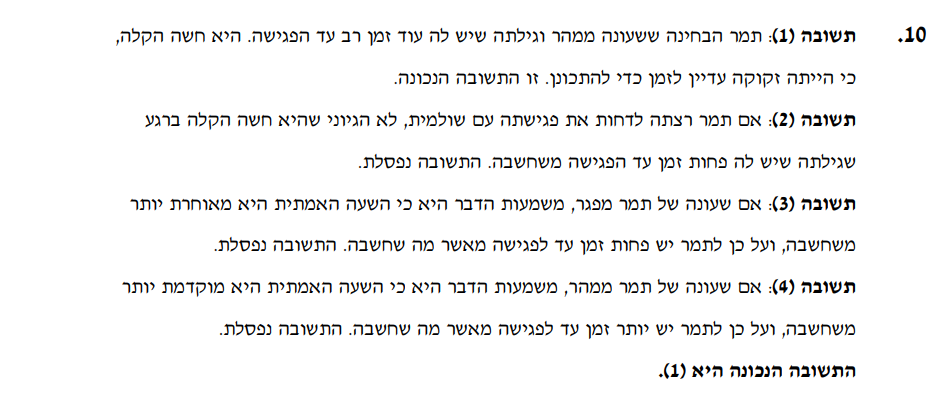 10. תשובה (1): תמר הבחינה ששעונה ממהר וגילתה שיש לה עוד זמן רב עד הפגישה. היא חשה הקלה,
כי הייתה זקוקה עדיין לזמן כדי להתכונן. זו התשובה הנכונה.
תשובה (2): אם תמר רצתה לדחות את פגישתה עם שולמית, לא הגיוני שהיא חשה הקלה ברגע
שגילתה שיש לה פחות זמן עד הפגישה משחשבה. התשובה נפסלת.
תשובה (3): אם שעונה של תמר מפגר, משמעות הדבר היא כי השעה האמתית היא מאוחרת יותר
משחשבה, ועל כן לתמר יש פחות זמן עד לפגישה מאשר מה שחשבה. התשובה נפסלת.
תשובה (4): אם שעונה של תמר ממהר, משמעות הדבר היא כי השעה האמתית היא מוקדמת יותר
משחשבה, ועל כן לתמר יש יותר זמן עד לפגישה מאשר מה שחשבה. התשובה נפסלת.
התשובה הנכונה היא (1).